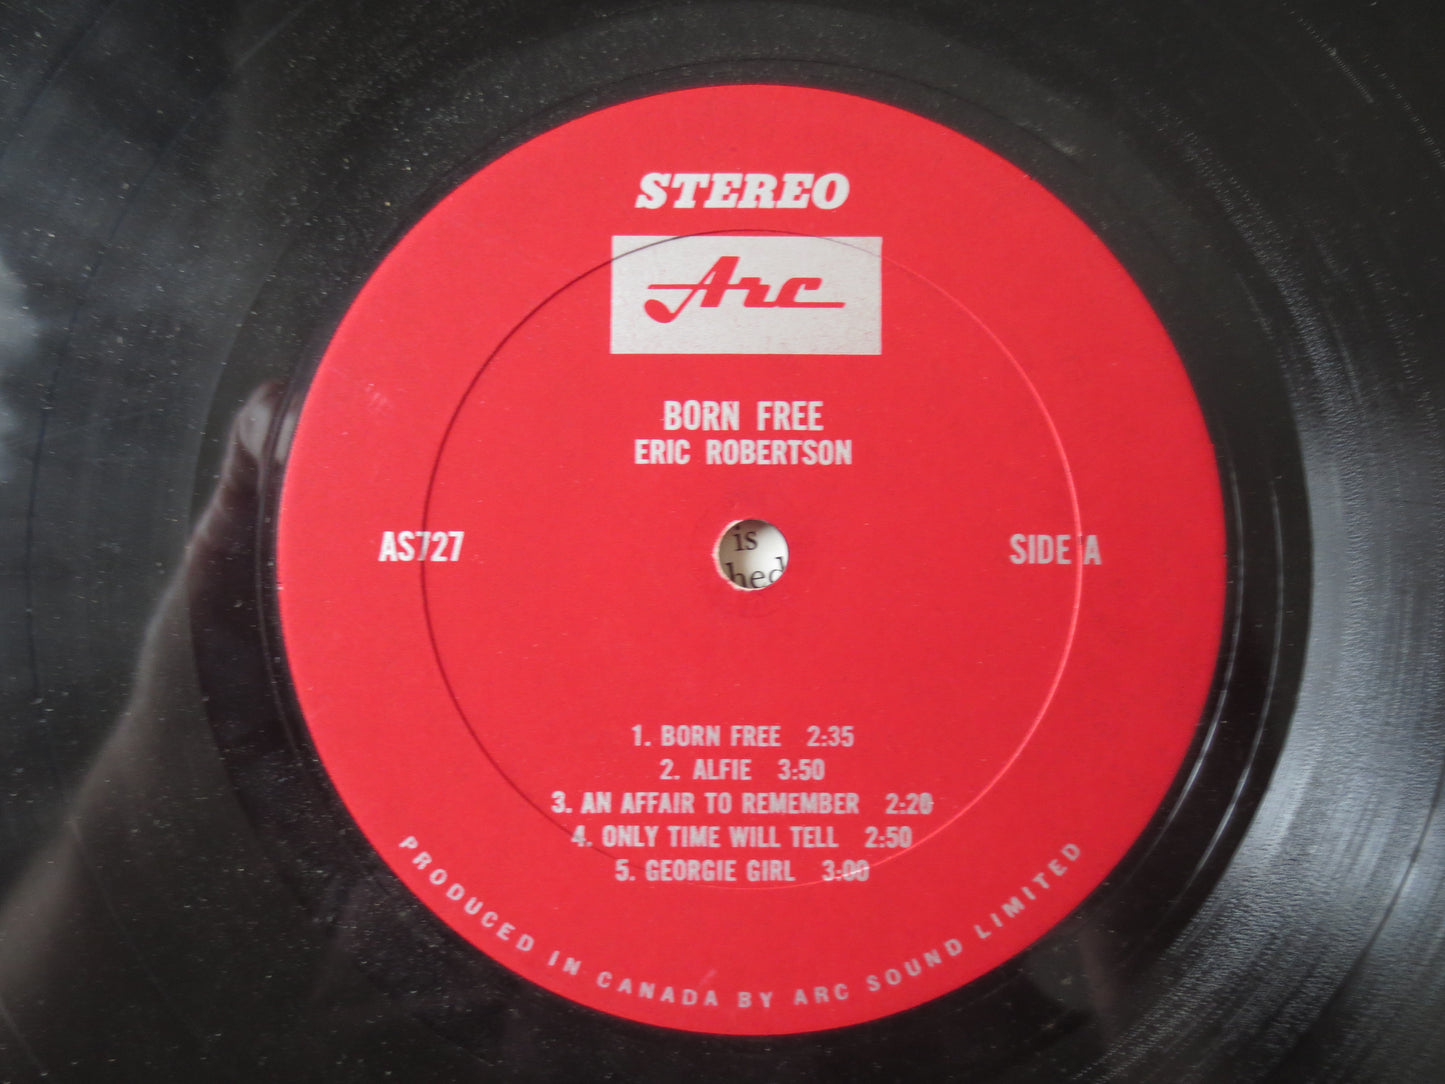 STEREO
Arc
BORN FREE
ERIC ROBERTSON
AS727
SIDE A
is
hed
1. BORN FREE 2:35
2. ALFIE 3:50
3. AN AFFAIR TO REMEMBER 2:20
4. ONLY TIME WILL TELL 2:50
5. GEORGIE GIRL 3:00
PRODUCED IN CANADA BY ARC SOUND LIMITED